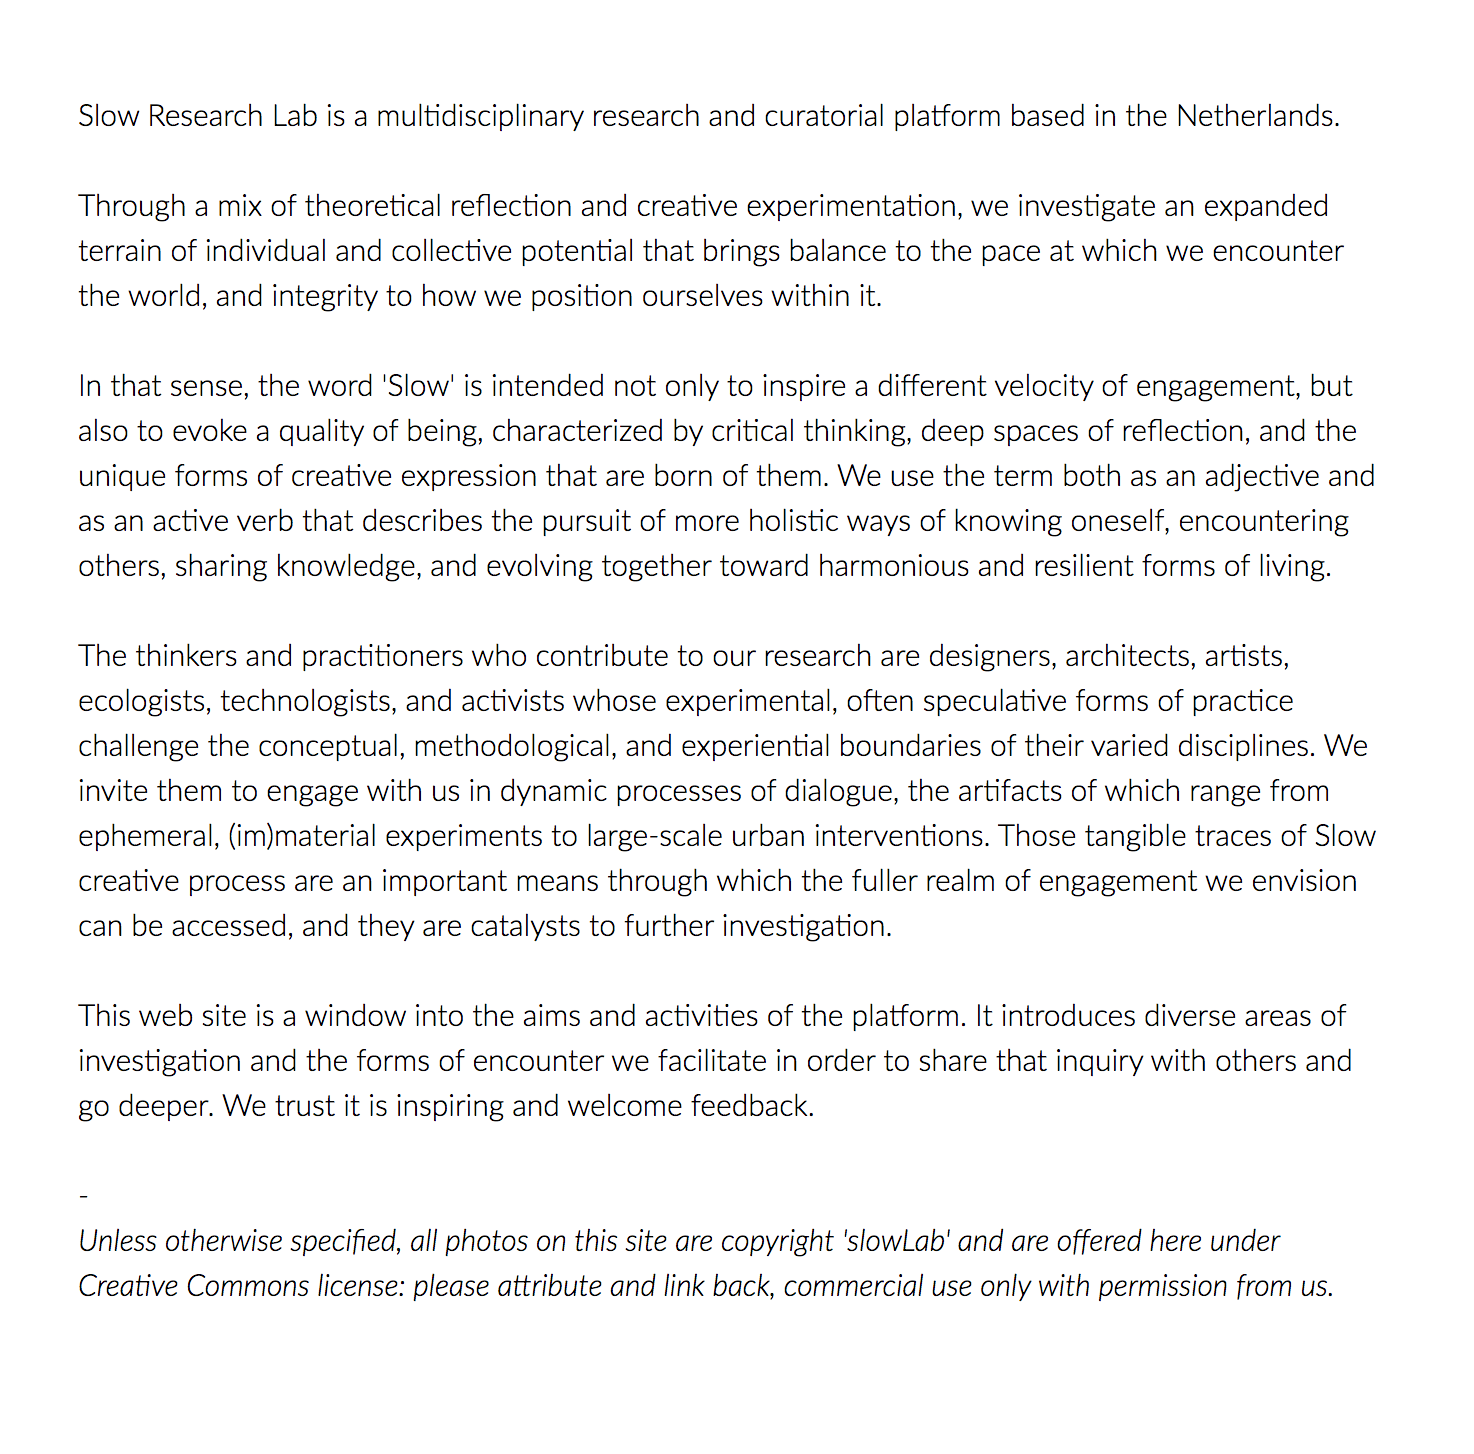 Slow Research Lab is a multidisciplinary research and curatorial platform based in the Netherlands.
Through a mix of theoretical reflection and creative experimentation, we investigate an expanded
terrain of individual and collective potential that brings balance to the pace at which we encounter
the world, and integrity to how we position ourselves within it.
In that sense, the word 'Slow' is intended not only to inspire a different velocity of engagement, but
also to evoke a quality of being, characterized by critical thinking, deep spaces of reflection, and the
unique forms of creative expression that are born of them. We use the term both as an adjective and
as an active verb that describes the pursuit of more holistic ways of knowing oneself, encountering
others, sharing knowledge, and evolving together toward harmonious and resilient forms of living.
The thinkers and practitioners who contribute to our research are designers, architects, artists,
ecologists, technologists, and activists whose experimental, often speculative forms of practice
challenge the conceptual, methodological, and experiential boundaries of their varied disciplines. We
invite them to engage with us in dynamic processes of dialogue, the artifacts of which range from
ephemeral, (im)material experiments to large-scale urban interventions. Those tangible traces of Slow
creative process are an important means through which the fuller realm of engagement we envision
can be accessed, and they are catalysts to further investigation.
This web site is a window into the aims and activities of the platform. It introduces diverse areas of
investigation and the forms of encounter we facilitate in order to share that inquiry with others and
go deeper. We trust it is inspiring and welcome feedback.
-
Unless otherwise specified, all photos on this site are copyright 'slowLab' and are offered here under
Creative Commons license: please attribute and link back, commercial use only with permission from us.